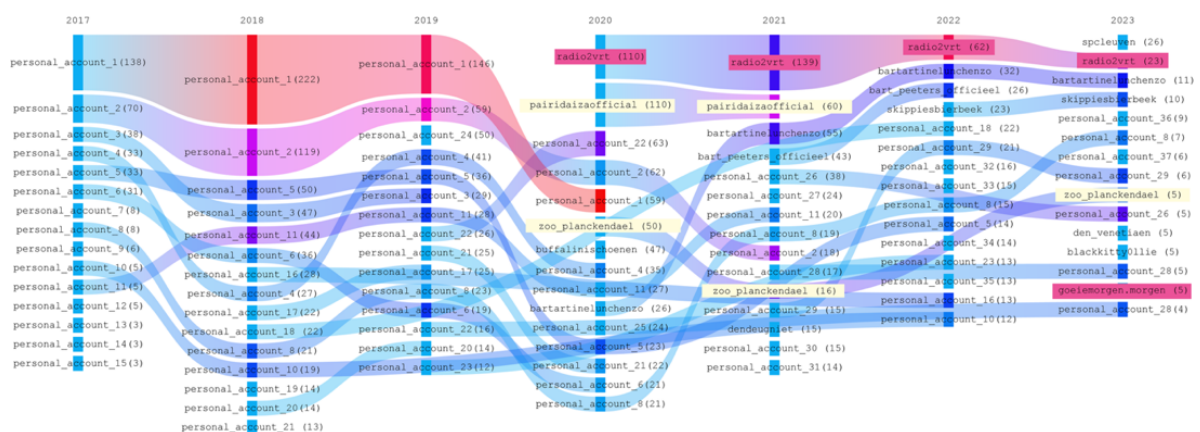 2017 2018 2019 2020 2021 2022 2023
personal_account_1(138)
personal_account_2(70)
personal_account_3(38)
personal_account_4(33)
personal_account_5(33)
personal_account_6(31)
personal_account_7(8)
personal_account_8(8)
personal_account_9(6)
personal_account_10(5)
personal_account_11(5)
personal_account_12(5)
personal_account_13(3)
personal_account_14(3)
personal_account_15(3)
personal_account_1(222)
personal_account_2(119)
personal_account_5(50)
personal_account_3(47)
personal_account_11(44)
personal_account_6(36)
personal_account_16(28)
personal_account_4(27)
personal_account_17(22)
personal_account_18 (22)
personal_account_8(21)
personal_account_10(19)
personal_account_19(14)
personal_account_20(14)
personal_account_21 (13)
personal_account_1(146)
personal_account_2(59)
personal_account_24(50)
personal_account_4(41)
personal_account_5(36)
personal_account_3(29)
personal_account_11(28)
personal_account_22(26)
personal_account_21(25)
personal_account_17(25)
personal_account_8(23)
personal_account_6(19)
personal_account_22(16)
personal_account_20(14)
personal_account_23(12)
radio2vrt (110)
pairidaizaofficial (110)
personal_account_22(63)
personal_account_2(62)
personal_account_1(59)
zoo_planckendael (50)
buffalinischoenen (47)
personal_account_4(35)
personal_account_11(27)
bartartinelunchenzo (26)
personal_account_25(24)
personal_account_5(23)
personal_account_21(22)
personal_account_6(21)
personal_account_8(21)
radio2vrt (139)
pairidaizaofficial (60)
bartartinelunchenzo(55)
bart_peeters_officieel(43)
personal_account_26 (38)
personal_account_27(24)
personal_account_11(20)
personal_account_8(19)
personal_account_2(18)
personal_account_28(17)
zoo_planckendael (16)
personal_account_29 (15)
dendeugniet (15)
personal_account_30 (15)
personal_account_31(14)
radio2vrt (62)
bartartinelunchenzo (32)
bart_peeters_officieel (26)
skippiesbierbeek (23)
personal_account_18 (22)
personal_account_29 (21)
personal_account_32(16)
personal_account_33(15)
personal_account_8(15)
personal_account_5(14)
personal_account_34(14)
personal_account_23(13)
personal_account_35(13)
personal_account_16(13)
personal_account_10(12)
spcleuven (26)
radio2vrt (23)
bartartinelunchenzo (11)
skippiesbierbeek (10)
personal_account_36(9)
personal_account_8(7)
personal_account_37(6)
personal_account_29 (6)
zoo_planckendael (5)
personal_account_26 (5)
den_venetiaen (5)
blackkittyollie (5)
personal_account_28(5)
goeiemorgen.morgen (5)
personal_account_28(4)